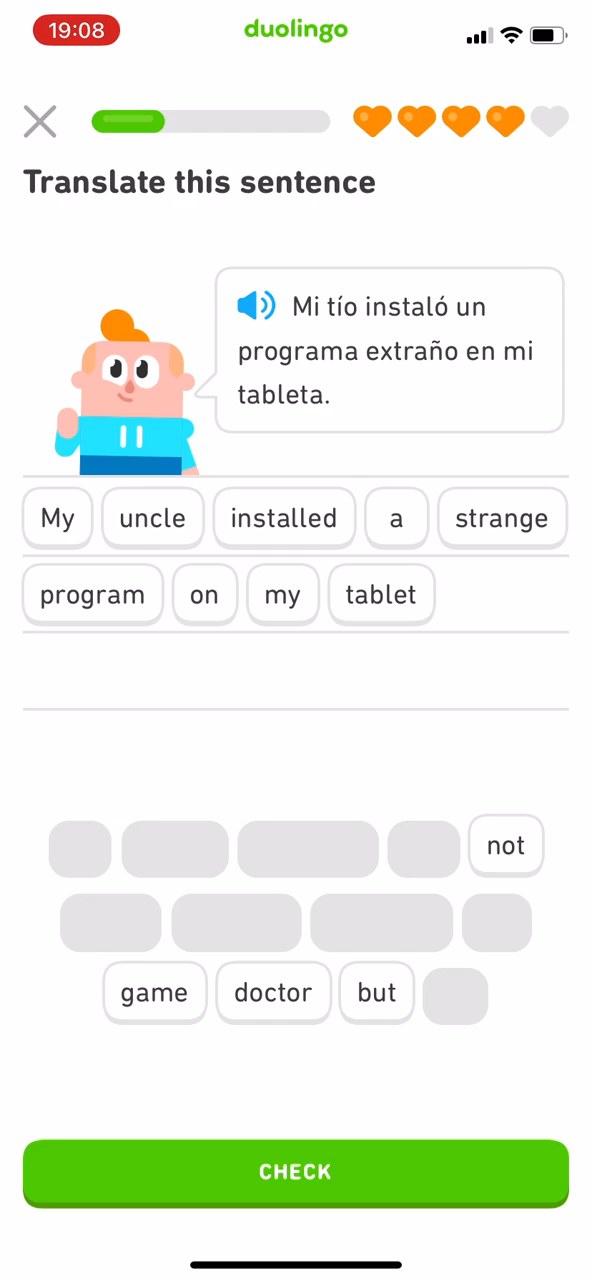 19:08
duolingo
Translate this sentence
Mi tío instaló un
programa extraño en mi
tableta.
My uncle installed a strange
program on my tablet
not
game doctor but
CHECK